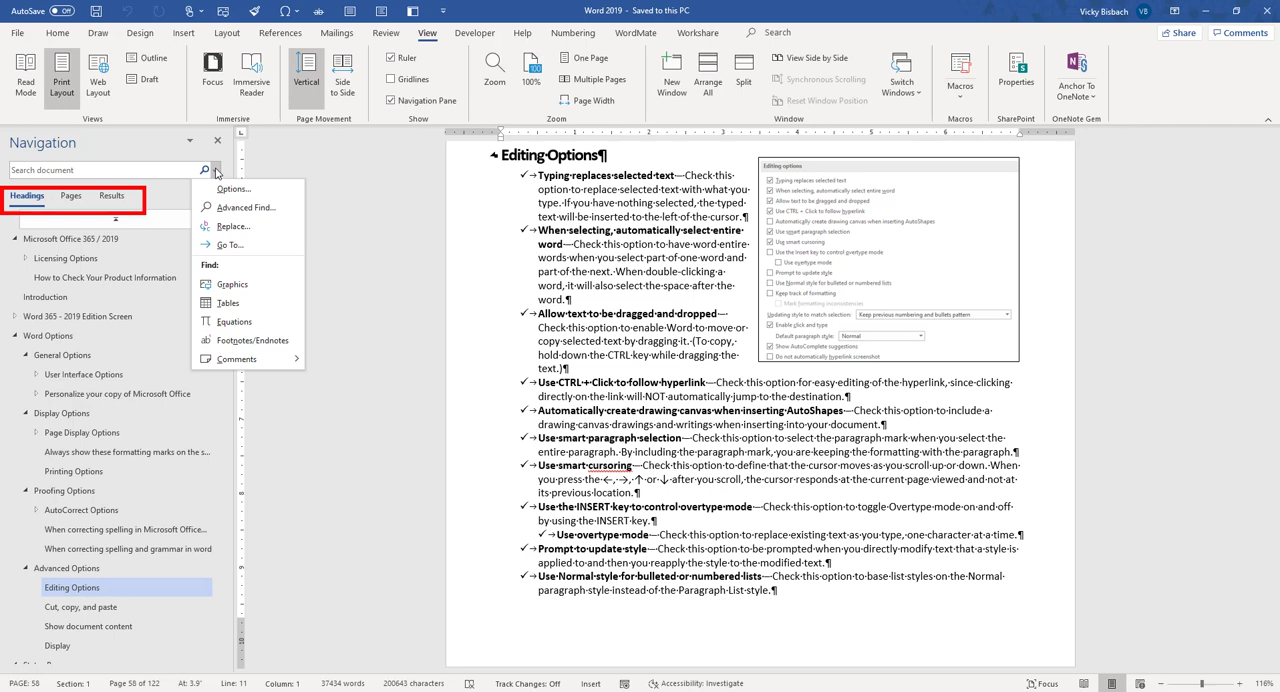 AutoSave Off Word 2019 - Saved to this PC Vicky Bisbach VB
File Home Draw Design Insert Layout References Mailings Review View Developer Help Numbering WordMate Workshare Search Share Comments
Read Mode
Print Layout
Web Layout
Outline
Draft
Views
Focus
Immersive Reader
Immersive
Vertical
Side to Side
Page Movement
Ruler
Gridlines
Navigation Pane
Show
Zoom
100%
One Page
Multiple Pages
Page Width
Zoom
New Window
Arrange All
Split
View Side by Side
Synchronous Scrolling
Reset Window Position
Switch Windows
Window
Macros
Macros
Properties
SharePoint
Anchor To OneNote
OneNote Gem
Navigation
Search document
Headings Pages Results
Microsoft Office 365 / 2019
Licensing Options
How to Check Your Product Information
Introduction
Word 365 - 2019 Edition Screen
Word Options
General Options
User Interface Options
Personalize your copy of Microsoft Office
Display Options
Page Display Options
Always show these formatting marks on the s...
Printing Options
Proofing Options
AutoCorrect Options
When correcting spelling in Microsoft Office...
When correcting spelling and grammar in word
Advanced Options
Editing Options
Cut, copy, and paste
Show document content
Display
Options...
Advanced Find...
Replace...
Go To...
Find:
Graphics
Tables
Equations
Footnotes/Endnotes
Comments
1 2 3 4 5 6
7
8
9
10
Editing·Options¶
✓→Typing·replaces·selected·text·–·Check·this·
option·to·replace·selected·text·with·what·you·
type.·If·you·have·nothing·selected,·the·typed·
text·will·be·inserted·to·the·left·of·the·cursor.¶
✓→When·selecting,·automatically·select·entire·
word·–·Check·this·option·to·have·Word·entire·
words·when·you·select·part·of·one·word·and·
part·of·the·next.·When·double-clicking·a·
word,·it·will·also·select·the·space·after·the·
word.¶
✓→Allow·text·to·be·dragged·and·dropped·–·
Check·this·option·to·enable·Word·to·move·or·
copy·selected·text·by·dragging·it.·(To·copy,·
hold·down·the·CTRL·key·while·dragging·the·
text.)¶
✓→Use·CTRL·+·Click·to·follow·hyperlink·–·Check·this·option·for·easy·editing·of·the·hyperlink,·since·clicking·
directly·on·the·link·will·NOT·automatically·jump·to·the·destination.¶
✓→Automatically·create·drawing·canvas·when·inserting·AutoShapes·–·Check·this·option·to·include·a·
drawing·canvas·drawings·and·writings·when·inserting·into·your·document.¶
✓→Use·smart·paragraph·selection·–·Check·this·option·to·select·the·paragraph·mark·when·you·select·the·
entire·paragraph.·By·including·the·paragraph·mark,·you·are·keeping·the·formatting·with·the·paragraph.¶
✓→Use·smart·cursoring·–·Check·this·option·to·define·that·the·cursor·moves·as·you·scroll·up·or·down.·When·
you·press·the·←,·→,·↑·or·↓·after·you·scroll,·the·cursor·responds·at·the·current·page·viewed·and·not·at·
its·previous·location.¶
✓→Use·the·INSERT·key·to·control·overtype·mode·–·Check·this·option·to·toggle·Overtype·mode·on·and·off·
by·using·the·INSERT·key.¶
✓→Use·overtype·mode·–·Check·this·option·to·replace·existing·text·as·you·type,·one·character·at·a·time.¶
✓→Prompt·to·update·style·–·Check·this·option·to·be·prompted·when·you·directly·modify·text·that·a·style·is·
applied·to·and·then·you·reapply·the·style·to·the·modified·text.¶
✓→Use·Normal·style·for·bulleted·or·numbered·lists·–·Check·this·option·to·base·list·styles·on·the·Normal·
paragraph·style·instead·of·the·Paragraph·List·style.¶
Editing options
Typing replaces selected text
When selecting, automatically select entire word
Allow text to be dragged and dropped
Use CTRL + Click to follow hyperlink
Automatically create drawing canvas when inserting AutoShapes
Use smart paragraph selection
Use smart cursoring
Use the Insert key to control overtype mode
Use overtype mode
Prompt to update style
Use Normal style for bulleted or numbered lists
Keep track of formatting
Mark formatting inconsistencies
Updating style to match selection: Keep previous numbering and bullets pattern
Enable click and type
Default paragraph style: Normal
Show AutoComplete suggestions
Do not automatically hyperlink screenshot
PAGE: 58 Section: 1 Page 58 of 122 At: 3.9" Line: 11 Column: 1 37434 words 200643 characters Track Changes: Off Insert Accessibility: Investigate Focus 116%